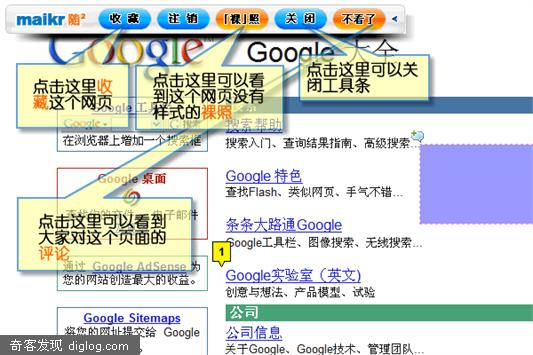 maikr 随²
收 藏
注 销
「裸」照
关 闭
不看了
Google 大全
点击这里收
藏这个网页
点击这里可以看
到这个网页没有
样式的裸照
点击这里可以关
闭工具条
Google 工具
在浏览器上增加一个搜索框
搜索帮助
搜索入门、查询结果指南、高级搜索…
Google 桌面
Google 特色
查找Flash、类似网页、手气不错…
点击这里可以看到
大家对这个页面的
评论
条条大路通Google
Google工具栏、图像搜索、无线搜索…
1
通过 Google AdSense 为
您的网站创造最大的收益。
Google实验室（英文）
创意与想法、产品模型、试验
公司
Google Sitemaps
将您的网址提交给 Google
公司信息
关于Google、Google技术、管理团队…
奇客发现 diglog.com